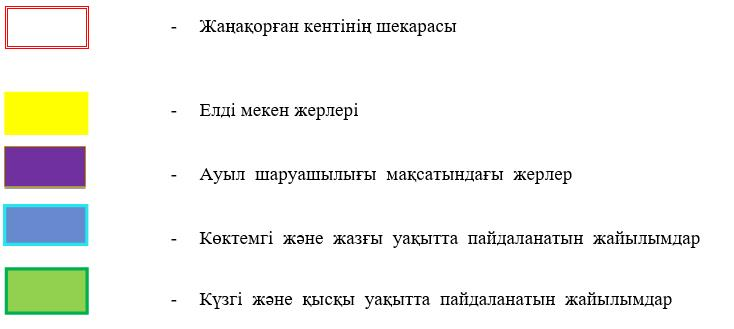 - Жаңақорған кентінің шекарасы
- Елді мекен жерлері
- Ауыл шаруашылығы мақсатындағы жерлер
- Көктемгі және жазғы уақытта пайдаланатын жайылымдар
- Күзгі және қысқы уақытта пайдаланатын жайылымдар